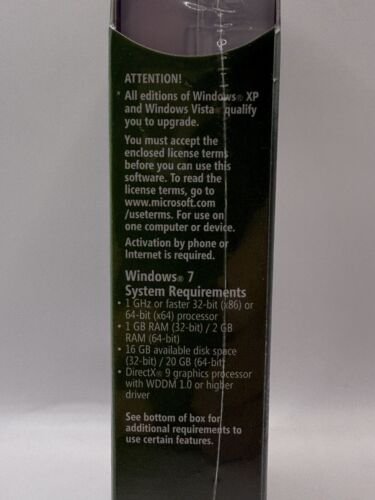 ATTENTION!
* All editions of Windows® XP
and Windows Vista® qualify
you to upgrade.
You must accept the
enclosed license terms
before you can use this
software. To read the
license terms, go to
www.microsoft.com
/useterms. For use on
one computer or device.
Activation by phone or
Internet is required.
Windows® 7
System Requirements
• 1 GHz or faster 32-bit (x86) or
64-bit (x64) processor
• 1 GB RAM (32-bit) / 2 GB
RAM (64-bit)
• 16 GB available disk space
(32-bit) / 20 GB (64-bit)
• DirectX® 9 graphics processor
with WDDM 1.0 or higher
driver
See bottom of box for
additional requirements to
use certain features.